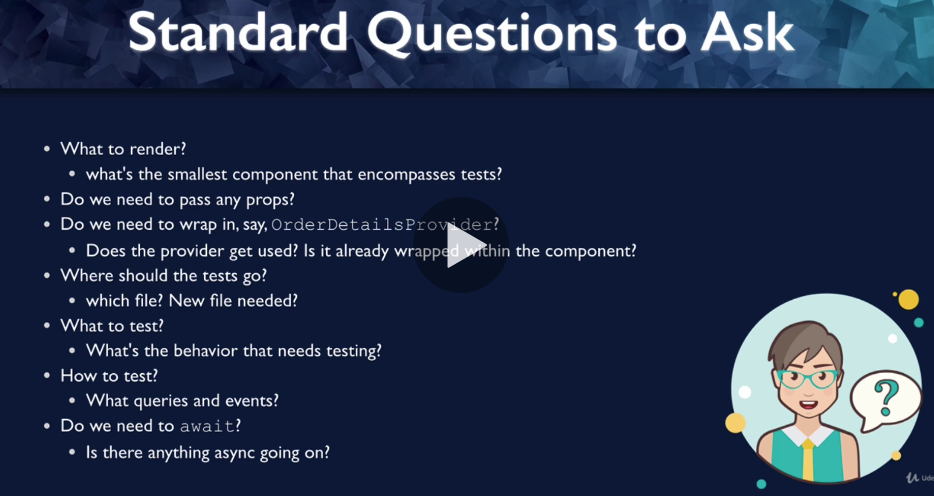 Standard Questions to Ask
• What to render?
• what's the smallest component that encompasses tests?
• Do we need to pass any props?
• Do we need to wrap in, say, OrderDetailsProvider?
• Does the provider get used? Is it already wrapped within the component?
• Where should the tests go?
• which file? New file needed?
• What to test?
• What's the behavior that needs testing?
• How to test?
• What queries and events?
• Do we need to await?
• Is there anything async going on?
?